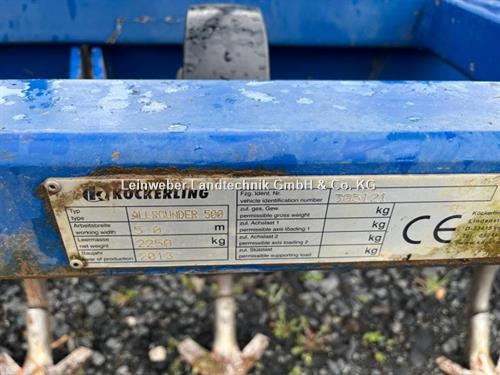 KÖCKERLING
Leinweber Landtechnik GmbH & Co. KG
Typ
type
ALLROUNDER 500
Arbeitsbreite
working width
5.0 m
Leermasse
net weight
2250 kg
Baujahr
year of production
2013
Fzg. Ident. Nr.
vehicle identification number
zul. ges. Gew.
permissible gross weight
kg
zul. Achslast 1
permissible axle loading 1
kg
zul. Achslast 2
permissible axis loading 2
kg
zul. Stützlast
permissible supporting load
kg
CE